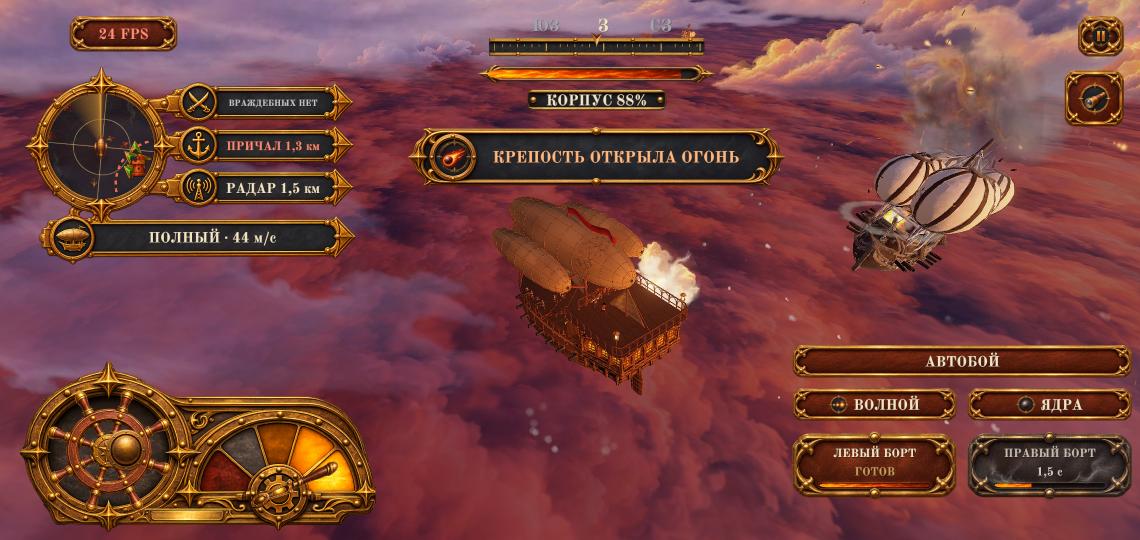 24 FPS
ЮЗ З СЗ
КОРПУС 88%
ВРАЖДЕБНЫХ НЕТ
ПРИЧАЛ 1,3 км
РАДАР 1,5 км
ПОЛНЫЙ · 44 м/с
КРЕПОСТЬ ОТКРЫЛА ОГОНЬ
АВТОБОЙ
ВОЛНОЙ
ЯДРА
ЛЕВЫЙ БОРТ
ГОТОВ
ПРАВЫЙ БОРТ
1,5 с